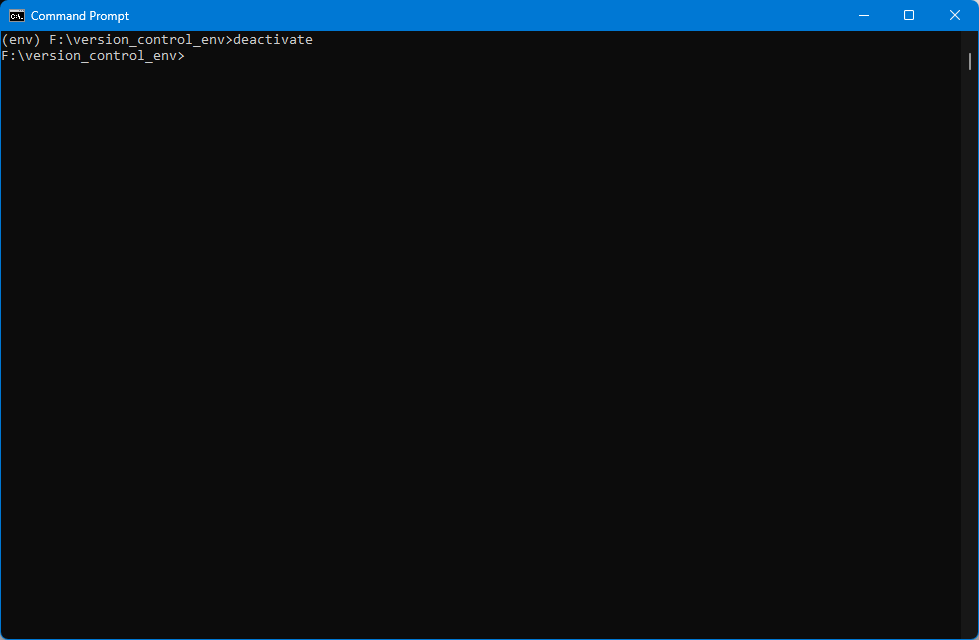 Command Prompt
(env) F:\version_control_env>deactivate
F:\version_control_env>